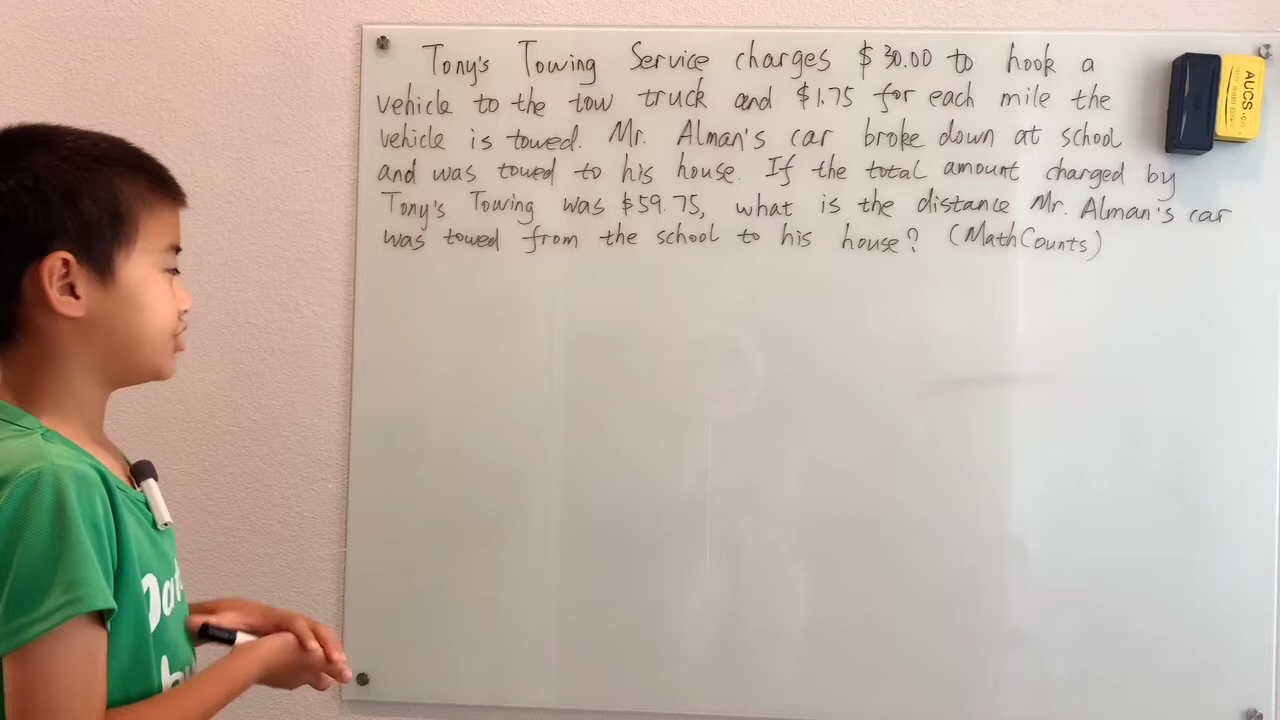 Tony's Towing Service charges $30.00 to hook a
vehicle to the tow truck and $1.75 for each mile the
vehicle is towed. Mr. Alman's car broke down at school
and was towed to his house. If the total amount charged by
Tony's Towing was $59.75, what is the distance Mr. Alman's car
was towed from the school to his house? (MathCounts)
AUCS